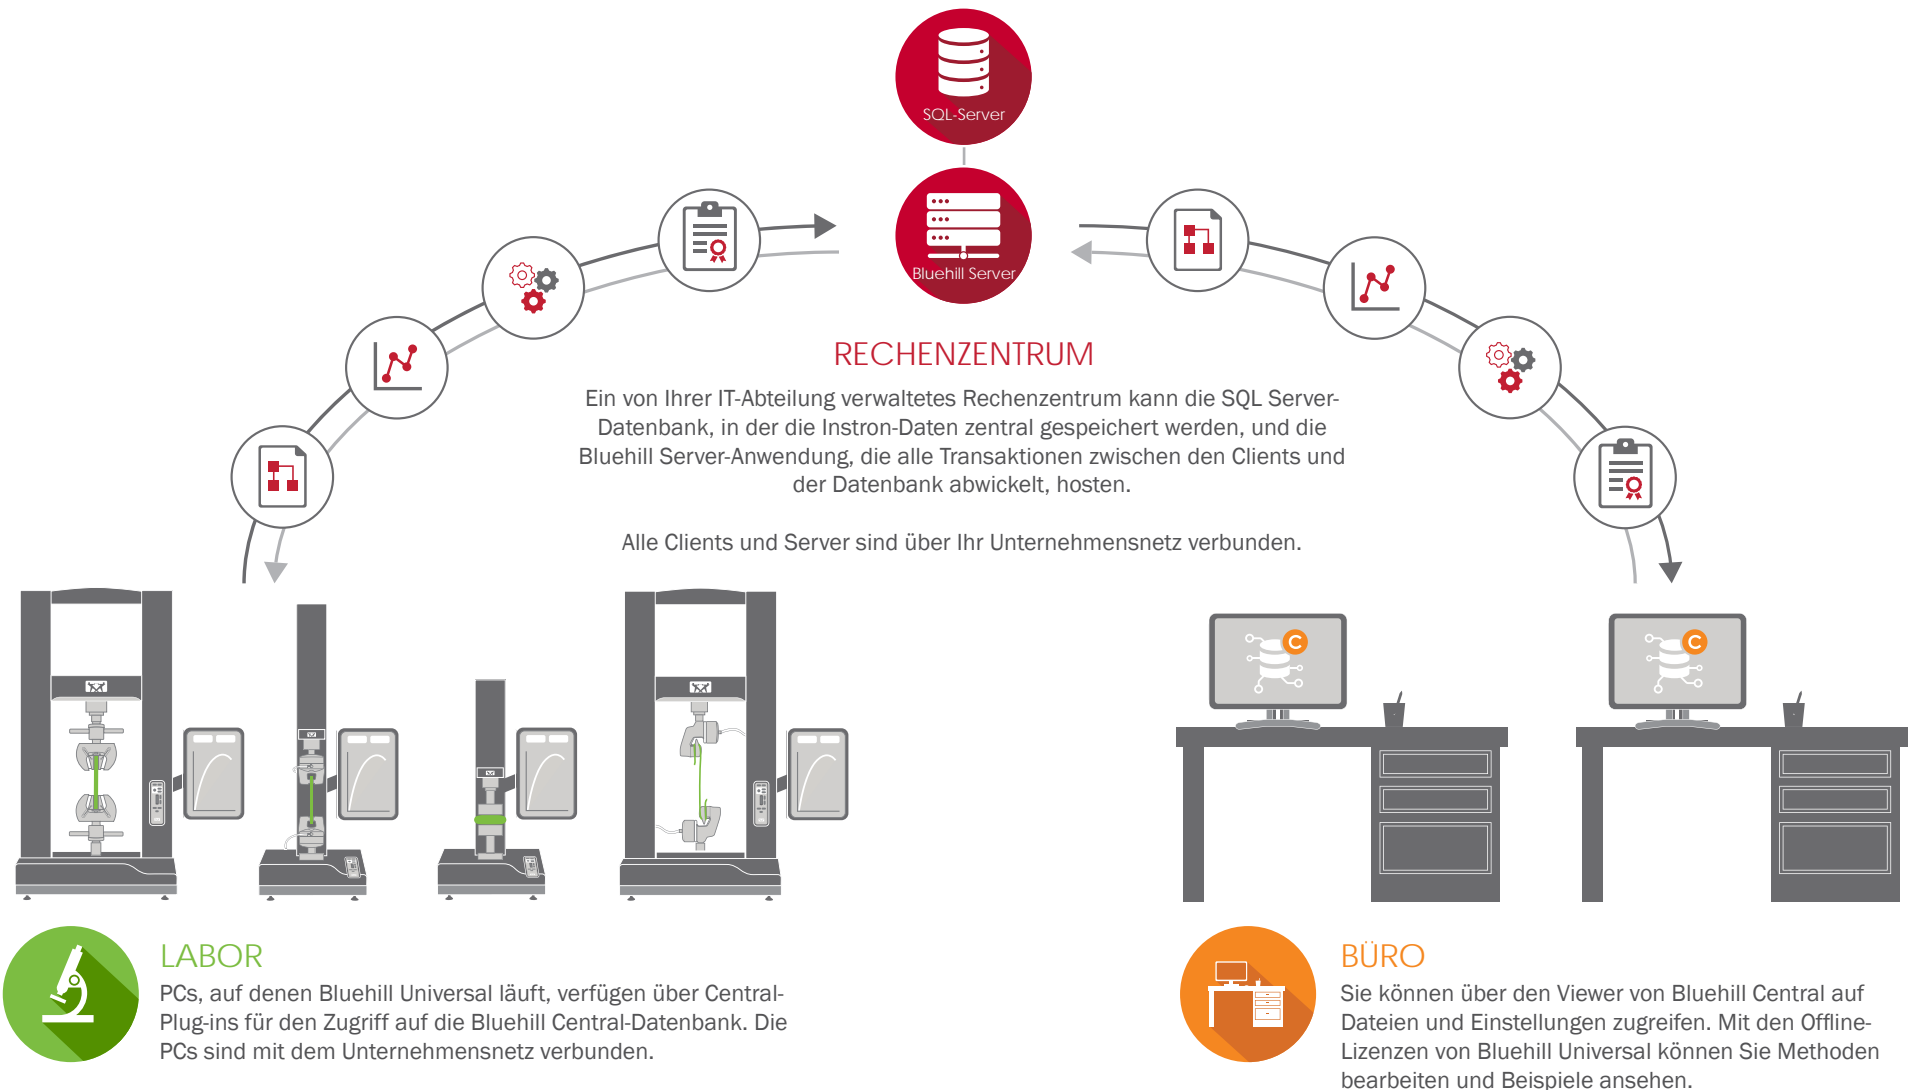 SQL-Server
Bluehill Server
RECHENZENTRUM
Ein von Ihrer IT-Abteilung verwaltetes Rechenzentrum kann die SQL Server-
Datenbank, in der die Instron-Daten zentral gespeichert werden, und die
Bluehill Server-Anwendung, die alle Transaktionen zwischen den Clients und
der Datenbank abwickelt, hosten.
Alle Clients und Server sind über Ihr Unternehmensnetz verbunden.
C
C
LABOR
PCs, auf denen Bluehill Universal läuft, verfügen über Central-
Plug-ins für den Zugriff auf die Bluehill Central-Datenbank. Die
PCs sind mit dem Unternehmensnetz verbunden.
BÜRO
Sie können über den Viewer von Bluehill Central auf
Dateien und Einstellungen zugreifen. Mit den Offline-
Lizenzen von Bluehill Universal können Sie Methoden
bearbeiten und Beispiele ansehen.